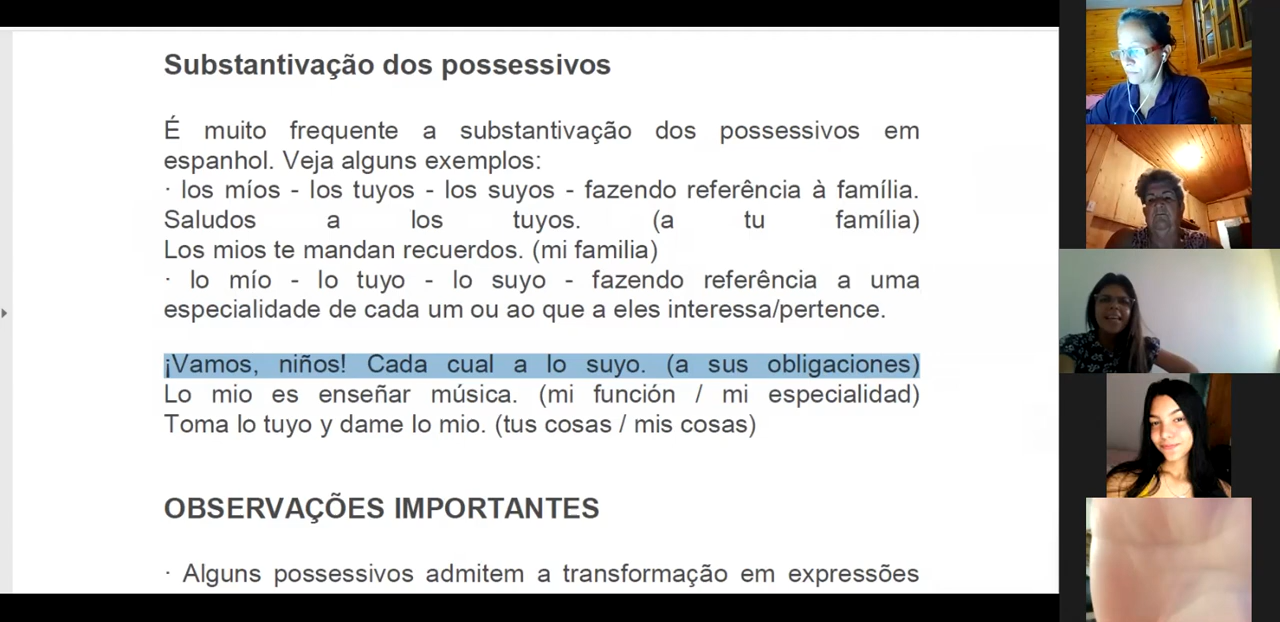 Substantivação dos possessivos
É muito frequente a substantivação dos possessivos em
espanhol. Veja alguns exemplos:
· los míos - los tuyos - los suyos - fazendo referência à família.
Saludos a los tuyos. (a tu família)
Los mios te mandan recuerdos. (mi familia)
· lo mío - lo tuyo - lo suyo - fazendo referência a uma
especialidade de cada um ou ao que a eles interessa/pertence.
¡Vamos, niños! Cada cual a lo suyo. (a sus obligaciones)
Lo mio es enseñar música. (mi función / mi especialidad)
Toma lo tuyo y dame lo mio. (tus cosas / mis cosas)
OBSERVAÇÕES IMPORTANTES
· Alguns possessivos admitem a transformação em expressões